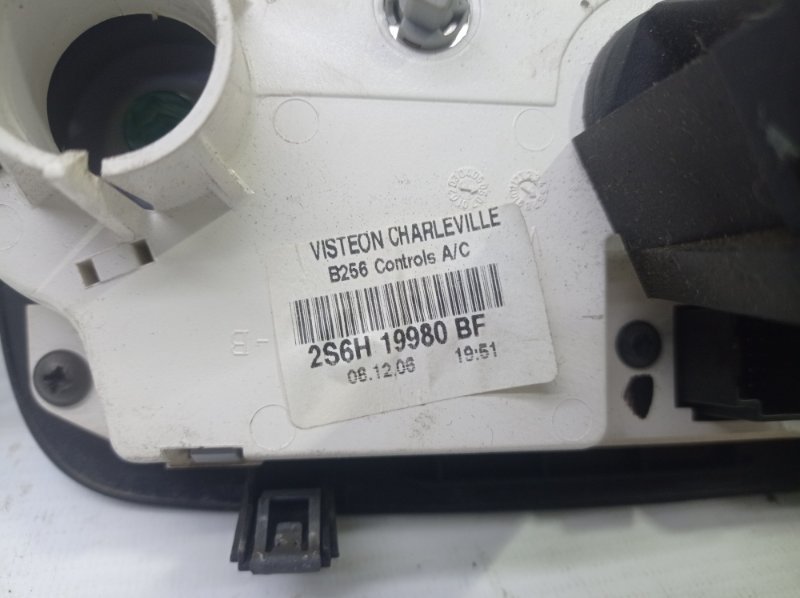 VISTEON CHARLEVILLE
B256 Controls A/C
2S6H 19980 BF
06.12.06 19:51